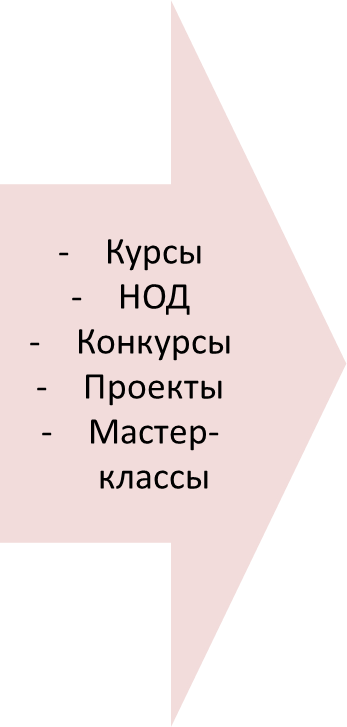 - Курсы
- НОД
- Конкурсы
- Проекты
- Мастер-
классы